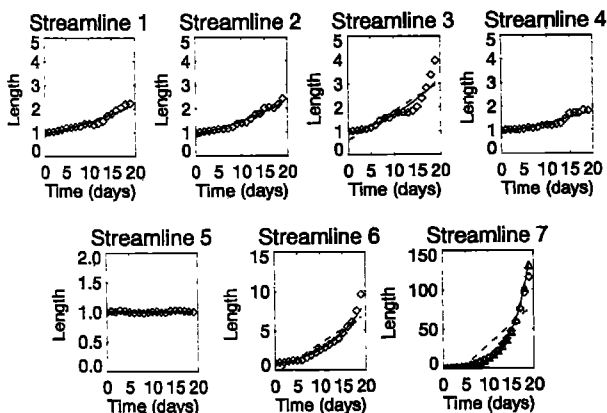 Streamline 1
5
4
3
2
1
0
Length
0 5 10 15 20
Time (days)
Streamline 2
5
4
3
2
1
0
Length
0 5 10 15 20
Time (days)
Streamline 3
5
4
3
2
1
0
Length
0 5 10 15 20
Time (days)
Streamline 4
5
4
3
2
1
0
Length
0 5 10 15 20
Time (days)
Streamline 5
2.0
1.5
1.0
0.5
0.0
Length
0 5 10 15 20
Time (days)
Streamline 6
15
10
5
0
Length
0 5 10 15 20
Time (days)
Streamline 7
150
100
50
0
Length
0 5 10 15 20
Time (days)